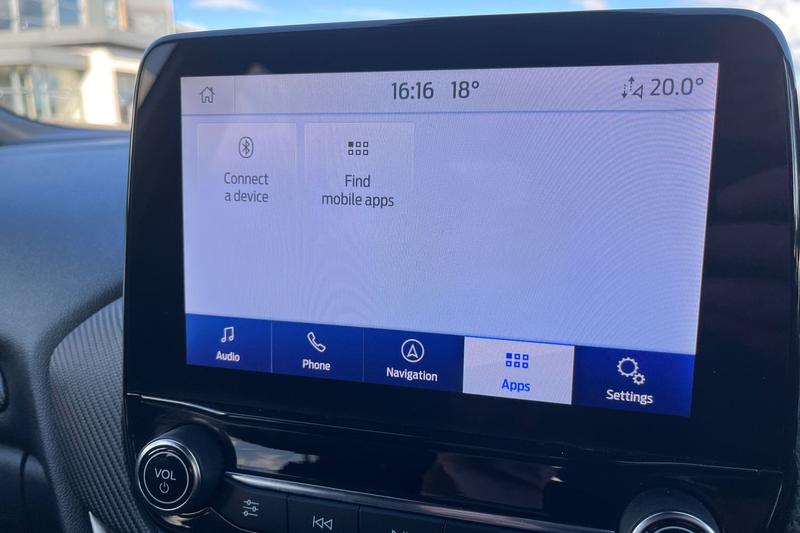 16:16 18° 20.0°
Connect
a device
Find
mobile apps
Audio
Phone
Navigation
Apps
Settings
VOL